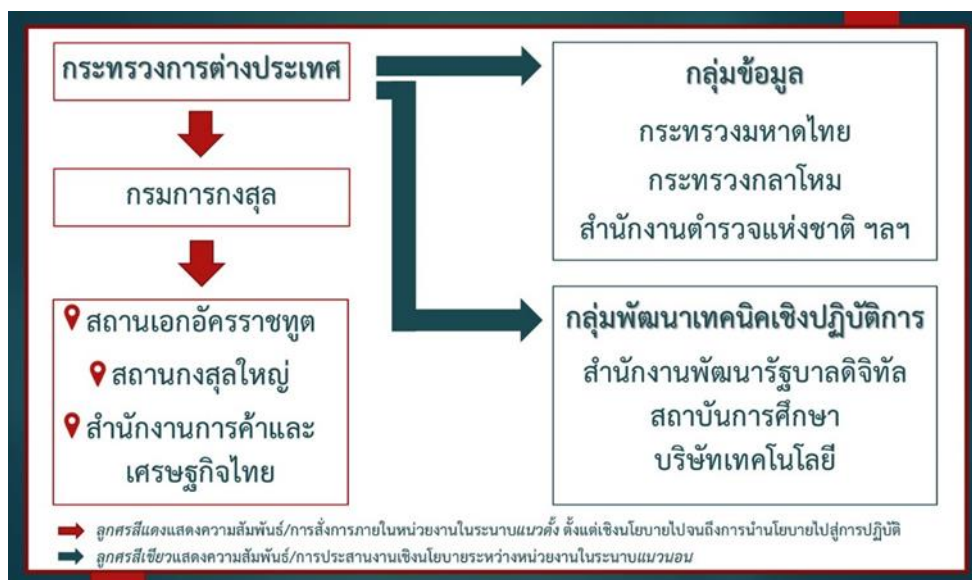 กระทรวงการต่างประเทศ
กรมการกงสุล
สถานเอกอัครราชทูต
สถานกงสุลใหญ่
สำนักงานการค้าและ
เศรษฐกิจไทย
กลุ่มข้อมูล
กระทรวงมหาดไทย
กระทรวงกลาโหม
สำนักงานตำรวจแห่งชาติ ฯลฯ
กลุ่มพัฒนาเทคนิคเชิงปฏิบัติการ
สำนักงานพัฒนารัฐบาลดิจิทัล
สถาบันการศึกษา
บริษัทเทคโนโลยี
ลูกศรสีแดงแสดงความสัมพันธ์/การสั่งการภายในหน่วยงานในระนาบแนวตั้ง ตั้งแต่เชิงนโยบายไปจนถึงการนำนโยบายไปสู่การปฏิบัติ
ลูกศรสีเขียวแสดงความสัมพันธ์/การประสานงานเชิงนโยบายระหว่างหน่วยงานในระนาบแนวนอน